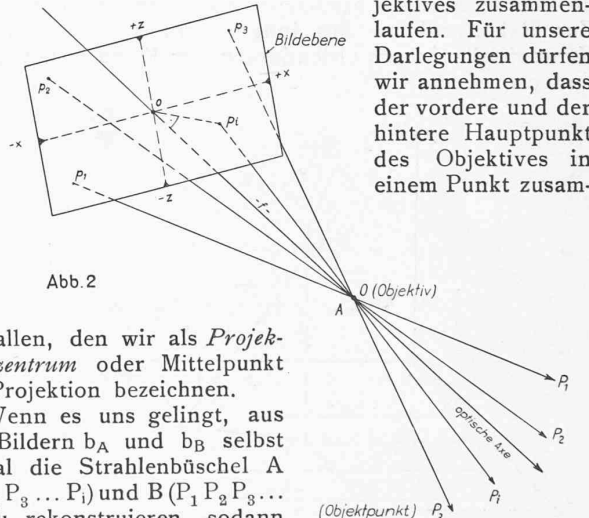 jektives zusammen-
laufen. Für unsere
Darlegungen dürfen
wir annehmen, dass
der vordere und der
hintere Hauptpunkt
des Objektives in
einem Punkt zusam-
+z
p3
Bildebene
p2
+x
o
pi
-x
p1
-z
-f-
Abb.2
O (Objektiv)
A
P1
optische Axe
P2
Pi
(Objektpunkt) P3
allen, den wir als Projek-
zentrum oder Mittelpunkt
Projektion bezeichnen.
Wenn es uns gelingt, aus
Bildern bA und bB selbst
al die Strahlenbüschel A
P3 ... Pi) und B (P1 P2 P3 ...
rekonstruieren, sodann